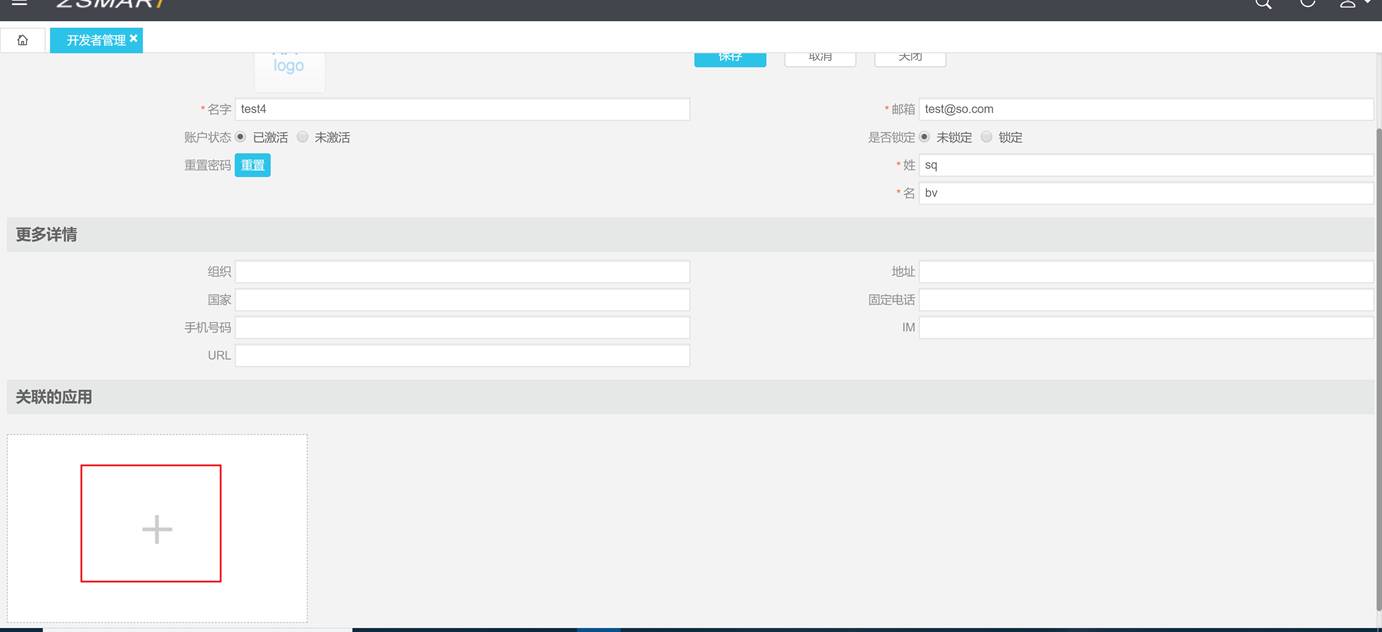 ZSMART
开发者管理 ×
logo
保存 取消 关闭
* 名字 test4 * 邮箱 test@so.com
账户状态 已激活 未激活 是否锁定 未锁定 锁定
重置密码 重置 * 姓 sq
* 名 bv
更多详情
组织 地址
国家 固定电话
手机号码 IM
URL
关联的应用